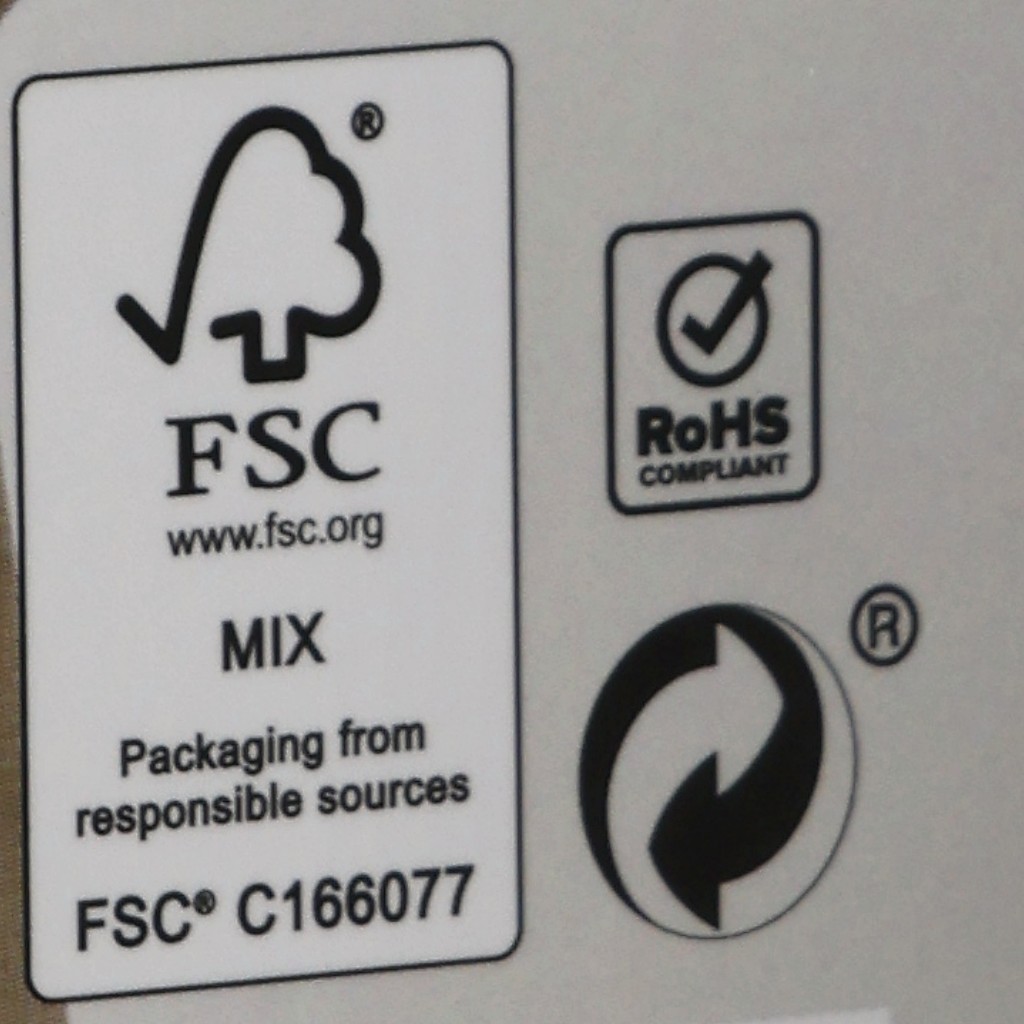 ®
FSC
www.fsc.org
MIX
Packaging from
responsible sources
FSC® C166077
RoHS
COMPLIANT
®